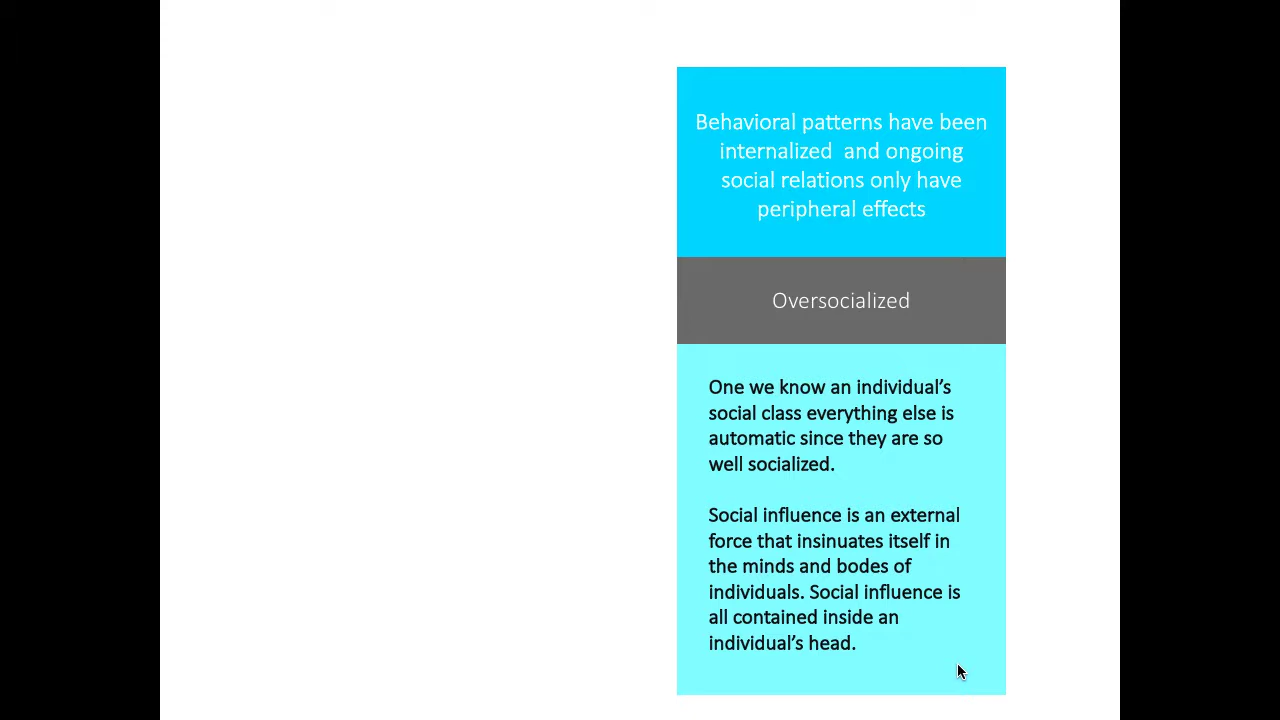 Behavioral patterns have been
internalized  and ongoing
social relations only have
peripheral effects
Oversocialized
One we know an individual’s
social class everything else is
automatic since they are so
well socialized.
Social influence is an external
force that insinuates itself in
the minds and bodes of
individuals. Social influence is
all contained inside an
individual’s head.